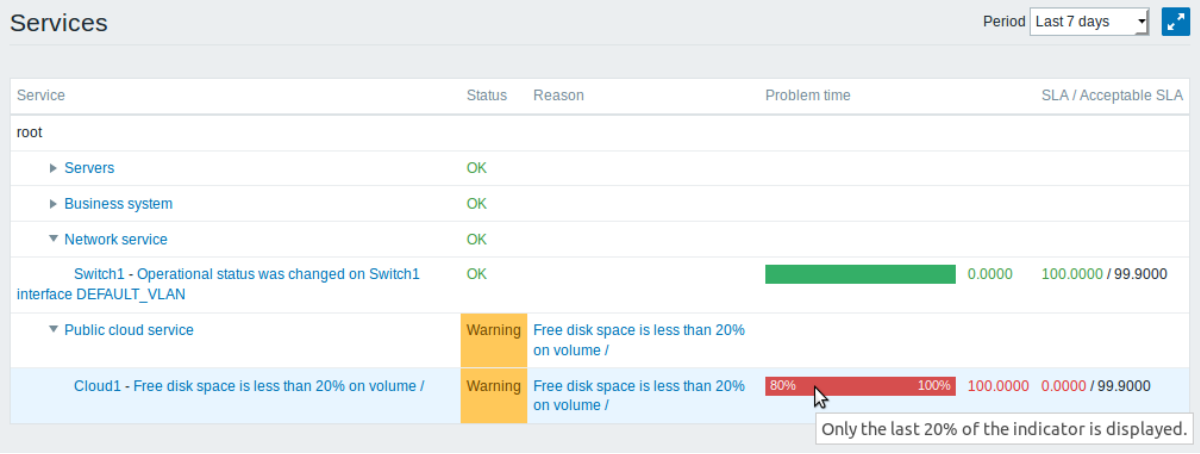 Services
Period Last 7 days
Service Status Reason Problem time SLA / Acceptable SLA
root
Servers OK
Business system OK
Network service OK
Switch1 - Operational status was changed on Switch1 OK 0.0000 100.0000 / 99.9000
interface DEFAULT_VLAN
Public cloud service Warning Free disk space is less than 20%
on volume /
Cloud1 - Free disk space is less than 20% on volume / Warning Free disk space is less than 20% 80% 100% 100.0000 0.0000 / 99.9000
on volume /
Only the last 20% of the indicator is displayed.